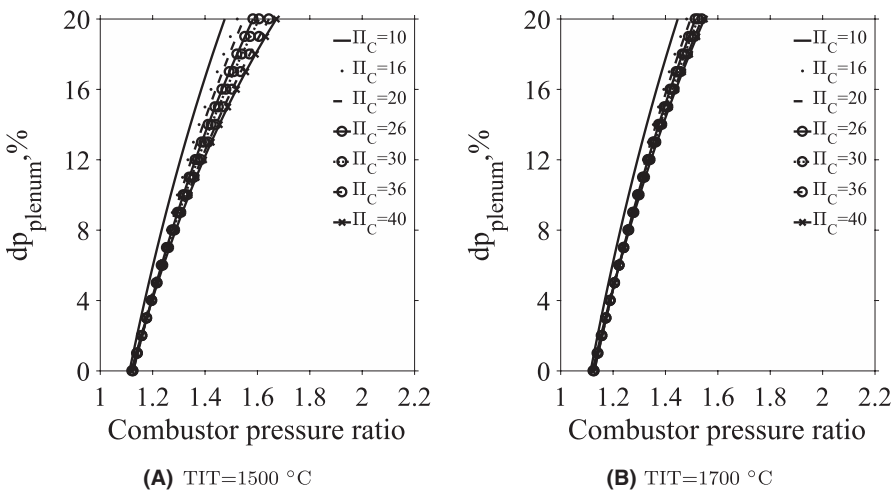 20
16
12
8
4
0
dp_plenum,%
Π_C=10
Π_C=16
Π_C=20
Π_C=26
Π_C=30
Π_C=36
Π_C=40
1 1.2 1.4 1.6 1.8 2 2.2
Combustor pressure ratio
(A) TIT=1500 °C
20
16
12
8
4
0
dp_plenum,%
Π_C=10
Π_C=16
Π_C=20
Π_C=26
Π_C=30
Π_C=36
Π_C=40
1 1.2 1.4 1.6 1.8 2 2.2
Combustor pressure ratio
(B) TIT=1700 °C